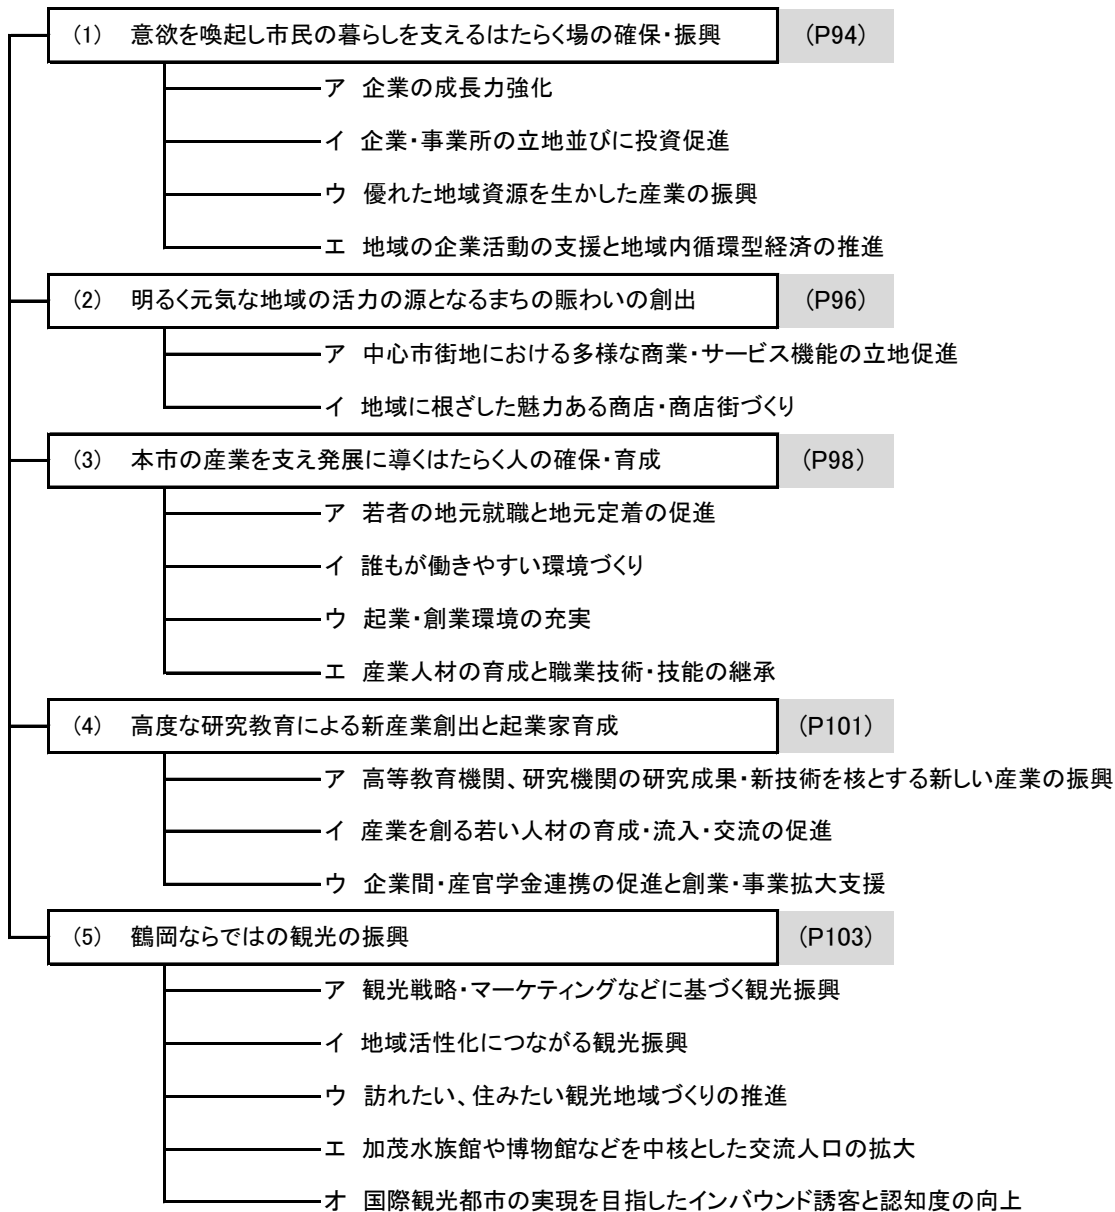 (1) 意欲を喚起し市民の暮らしを支えるはたらく場の確保・振興 (P94)
ア 企業の成長力強化
イ 企業・事業所の立地並びに投資促進
ウ 優れた地域資源を生かした産業の振興
エ 地域の企業活動の支援と地域内循環型経済の推進
(2) 明るく元気な地域の活力の源となるまちの賑わいの創出 (P96)
ア 中心市街地における多様な商業・サービス機能の立地促進
イ 地域に根ざした魅力ある商店・商店街づくり
(3) 本市の産業を支え発展に導くはたらく人の確保・育成 (P98)
ア 若者の地元就職と地元定着の促進
イ 誰もが働きやすい環境づくり
ウ 起業・創業環境の充実
エ 産業人材の育成と職業技術・技能の継承
(4) 高度な研究教育による新産業創出と起業家育成 (P101)
ア 高等教育機関、研究機関の研究成果・新技術を核とする新しい産業の振興
イ 産業を創る若い人材の育成・流入・交流の促進
ウ 企業間・産官学金連携の促進と創業・事業拡大支援
(5) 鶴岡ならではの観光の振興 (P103)
ア 観光戦略・マーケティングなどに基づく観光振興
イ 地域活性化につながる観光振興
ウ 訪れたい、住みたい観光地域づくりの推進
エ 加茂水族館や博物館などを中核とした交流人口の拡大
オ 国際観光都市の実現を目指したインバウンド誘客と認知度の向上